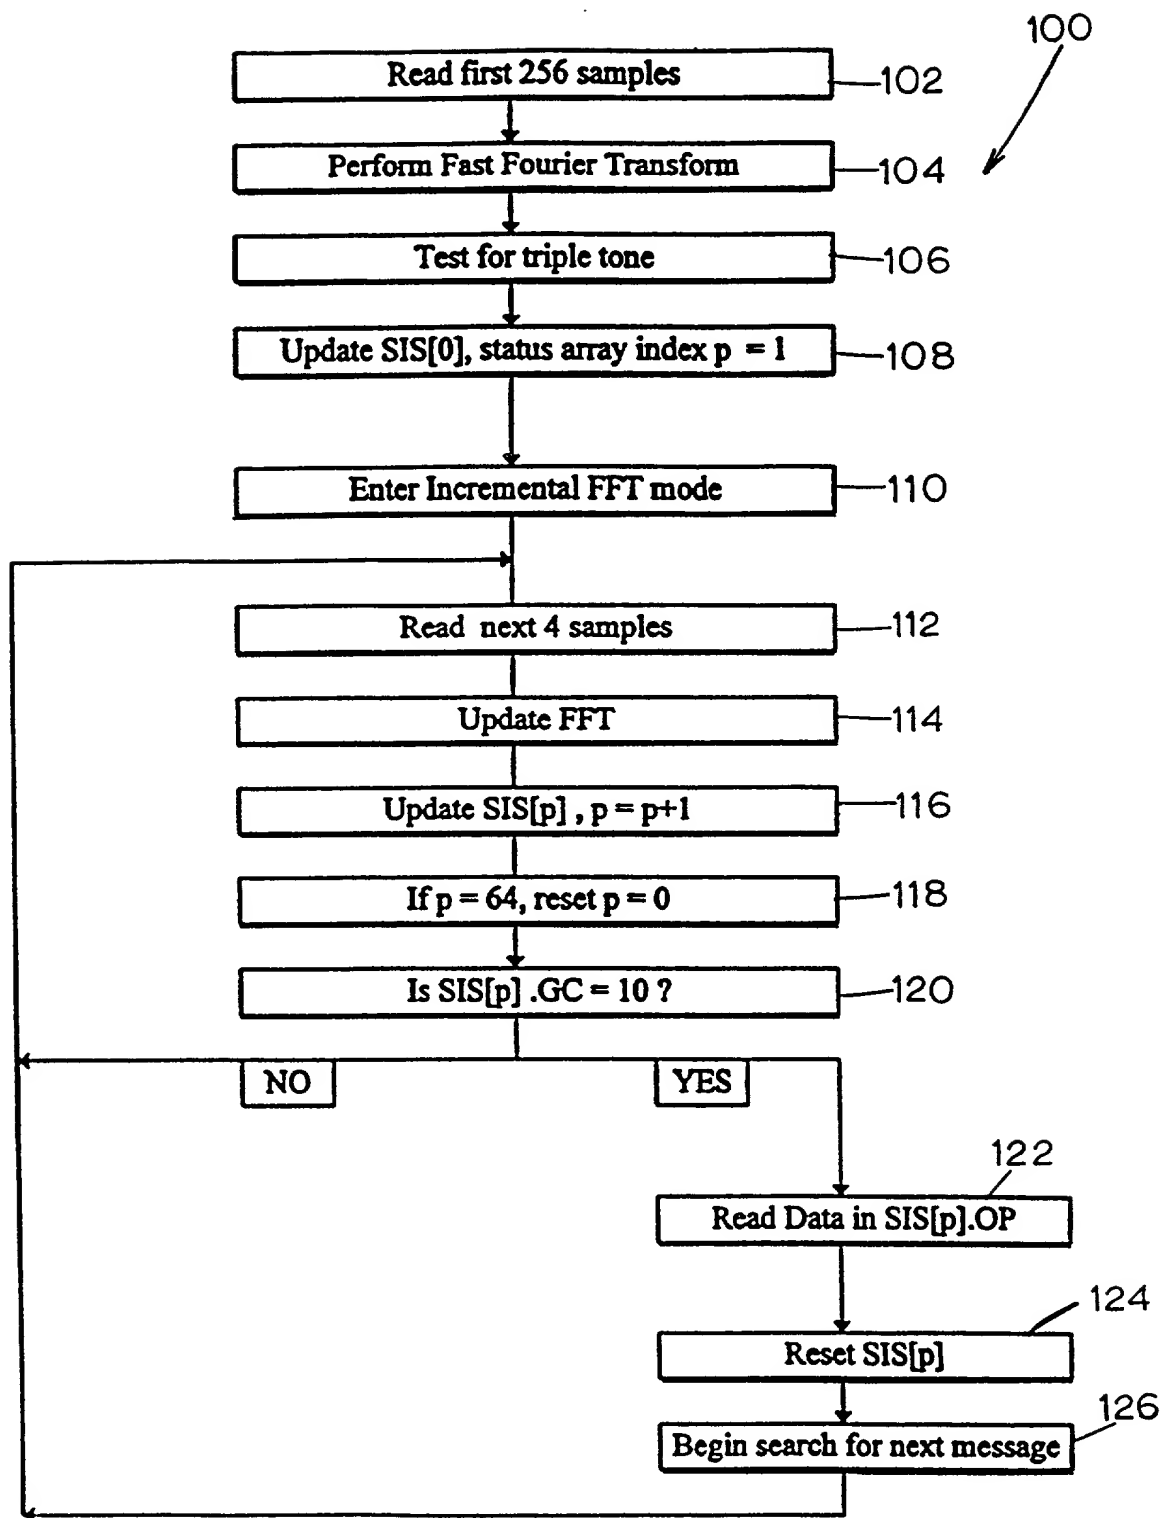 100
Read first 256 samples
102
Perform Fast Fourier Transform
104
Test for triple tone
106
Update SIS[0], status array index p = 1
108
Enter Incremental FFT mode
110
Read next 4 samples
112
Update FFT
114
Update SIS[p] , p = p+1
116
If p = 64, reset p = 0
118
Is SIS[p] .GC = 10 ?
120
NO
YES
122
Read Data in SIS[p].OP
124
Reset SIS[p]
126
Begin search for next message